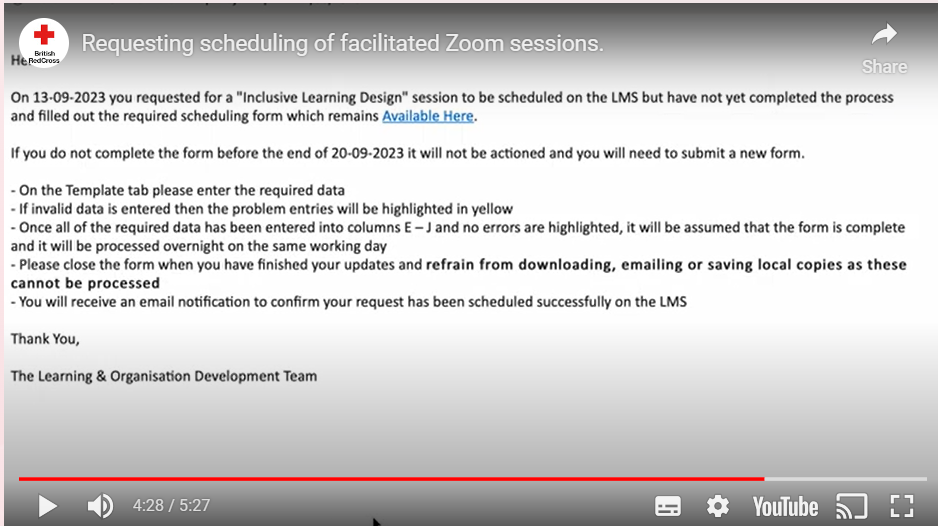 British
RedCross
Requesting scheduling of facilitated Zoom sessions.
Share
On 13-09-2023 you requested for a "Inclusive Learning Design" session to be scheduled on the LMS but have not yet completed the process
and filled out the required scheduling form which remains Available Here.
If you do not complete the form before the end of 20-09-2023 it will not be actioned and you will need to submit a new form.
- On the Template tab please enter the required data
- If invalid data is entered then the problem entries will be highlighted in yellow
- Once all of the required data has been entered into columns E – J and no errors are highlighted, it will be assumed that the form is complete
and it will be processed overnight on the same working day
- Please close the form when you have finished your updates and refrain from downloading, emailing or saving local copies as these
cannot be processed
- You will receive an email notification to confirm your request has been scheduled successfully on the LMS
Thank You,
The Learning & Organisation Development Team
4:28 / 5:27
YouTube